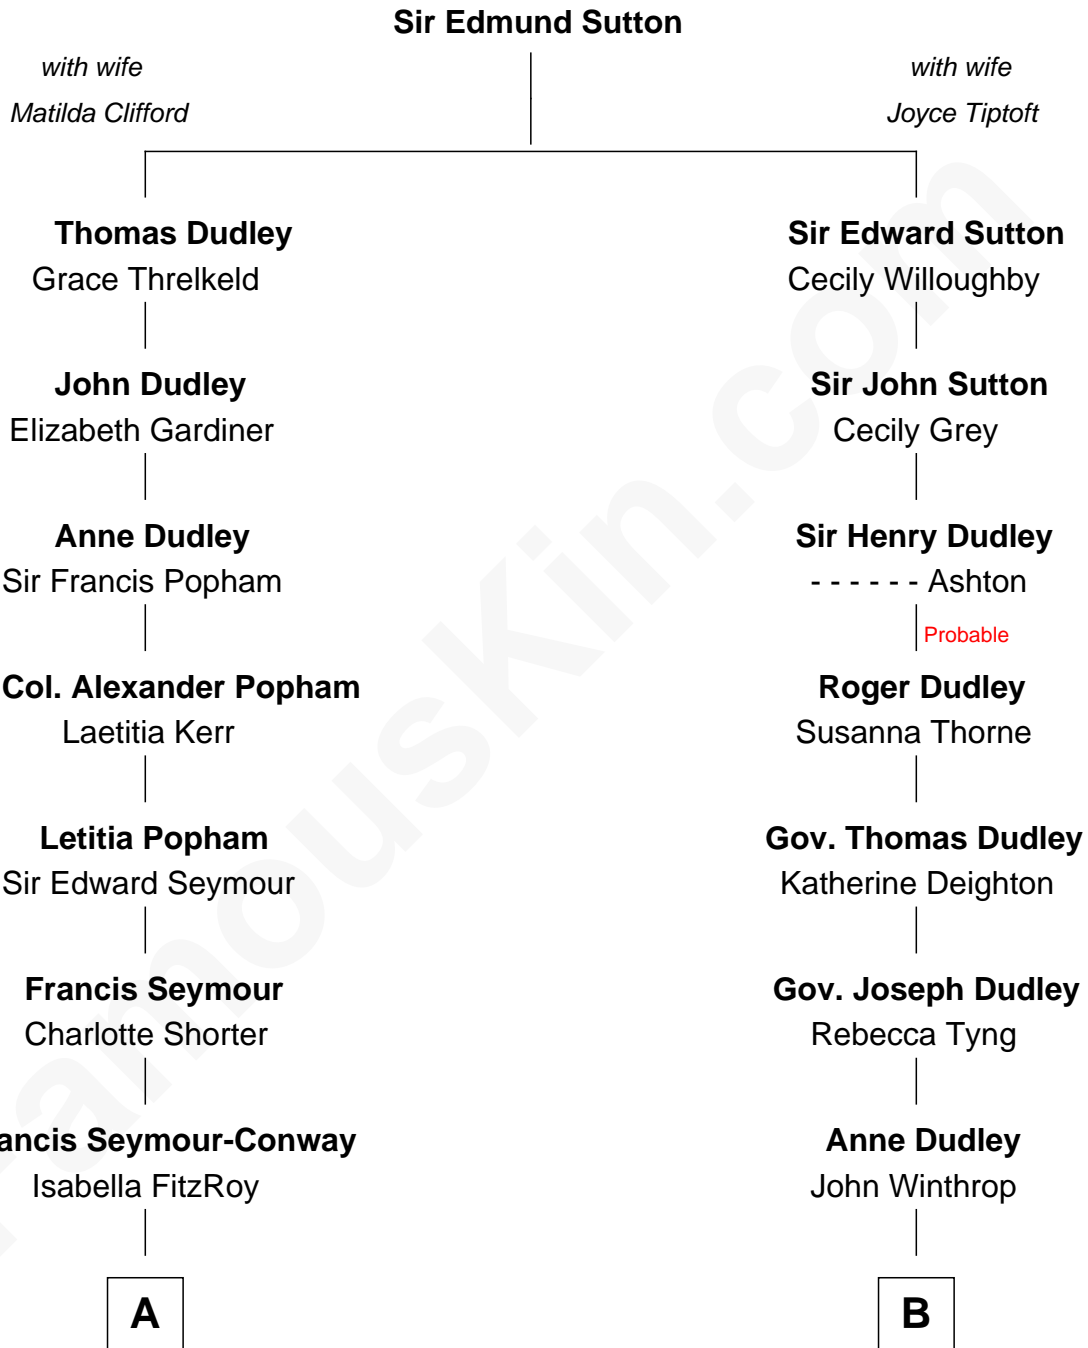 Sir Edmund Sutton
with wife
Matilda Clifford
with wife
Joyce Tiptoft
Thomas Dudley
Grace Threlkeld
Sir Edward Sutton
Cecily Willoughby
John Dudley
Elizabeth Gardiner
Sir John Sutton
Cecily Grey
Anne Dudley
Sir Francis Popham
Sir Henry Dudley
- - - - - - Ashton
Probable
Col. Alexander Popham
Laetitia Kerr
Roger Dudley
Susanna Thorne
Letitia Popham
Sir Edward Seymour
Gov. Thomas Dudley
Katherine Deighton
Francis Seymour
Charlotte Shorter
Gov. Joseph Dudley
Rebecca Tyng
ancis Seymour-Conway
Isabella FitzRoy
Anne Dudley
John Winthrop
A
B
FamousKin.com